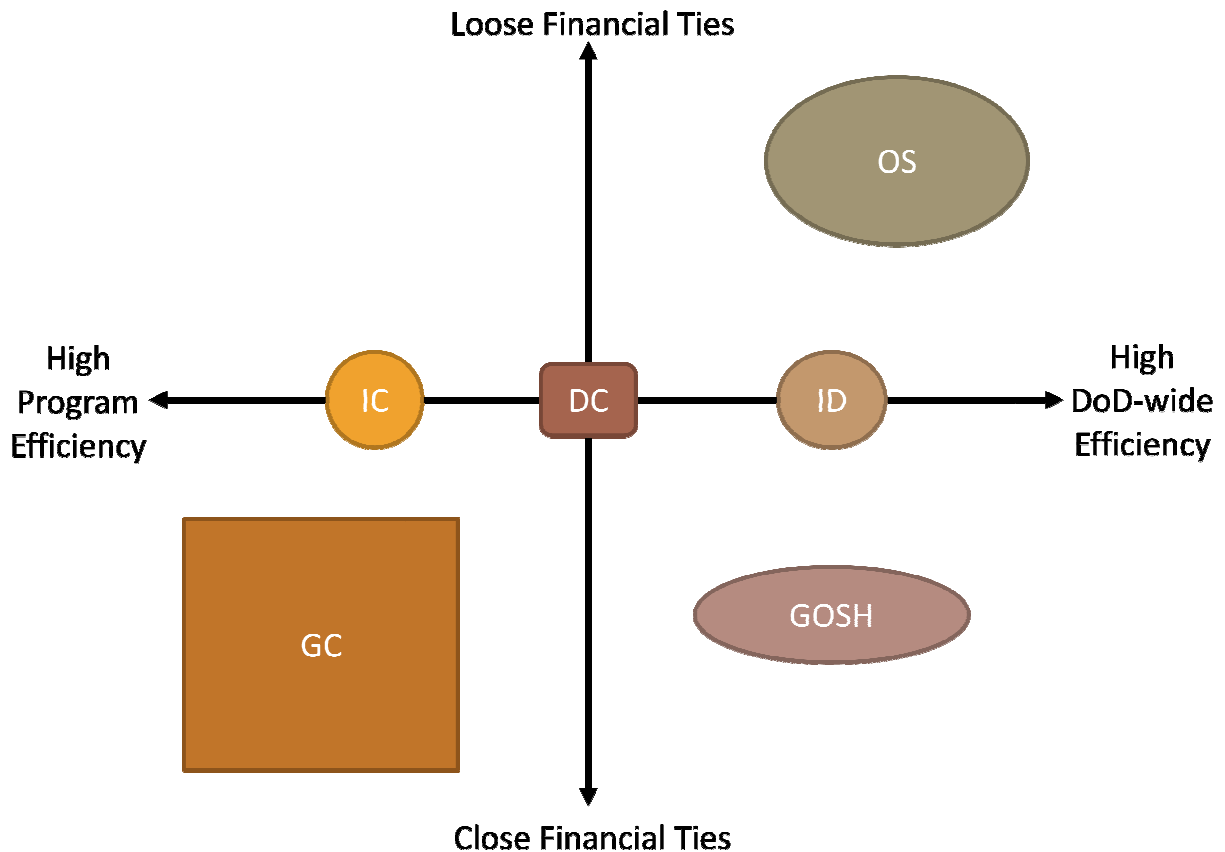 Loose Financial Ties
OS
High
Program
Efficiency
IC
DC
ID
High
DoD-wide
Efficiency
GC
GOSH
Close Financial Ties